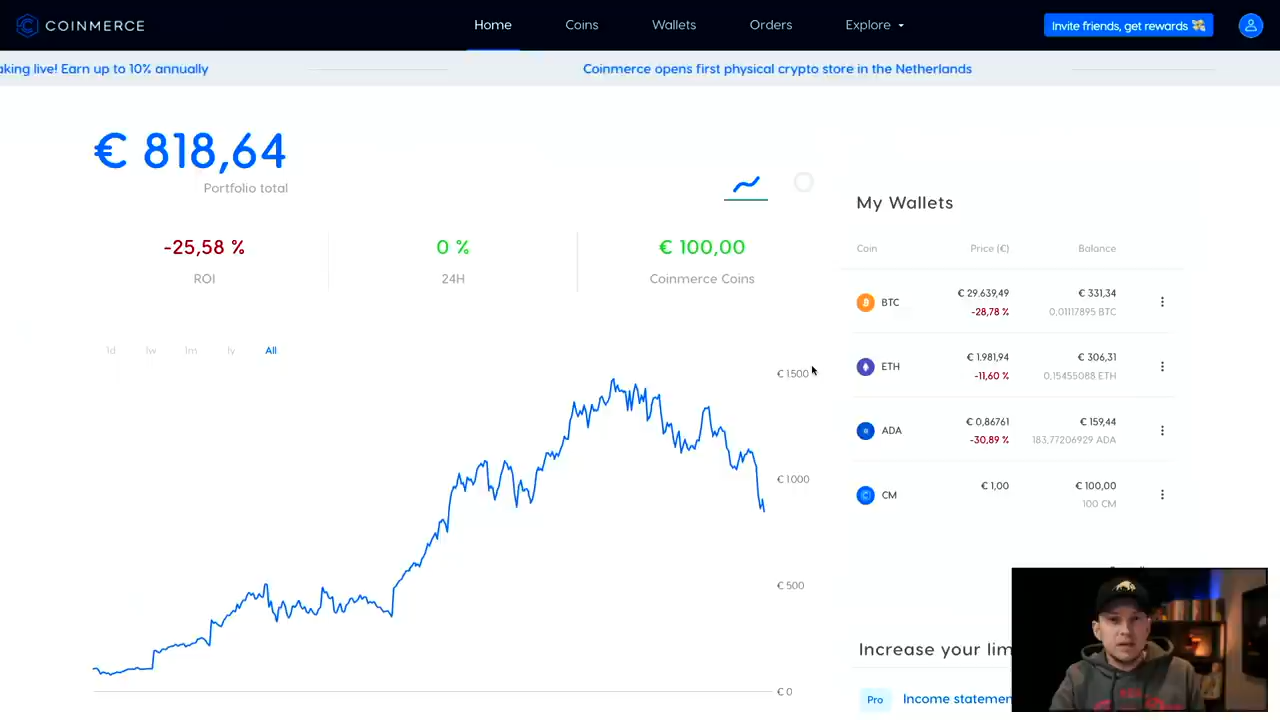 COINMERCE
Home
Coins
Wallets
Orders
Explore
Invite friends, get rewards 💸
aking live! Earn up to 10% annually
Coinmerce opens first physical crypto store in the Netherlands
€ 818,64
Portfolio total
-25,58 %
ROI
0 %
24H
€ 100,00
Coinmerce Coins
1d
1w
1m
1y
All
€ 1500
€ 1000
€ 500
€ 0
My Wallets
Coin
Price (€)
Balance
BTC
€ 29.639,49
-28,78 %
€ 331,34
0,01117895 BTC
ETH
€ 1.981,94
-11,60 %
€ 306,31
0,15455088 ETH
ADA
€ 0,86761
-30,89 %
€ 159,44
183,77206929 ADA
CM
€ 1,00
€ 100,00
100 CM
Increase your lim
Pro
Income statemen